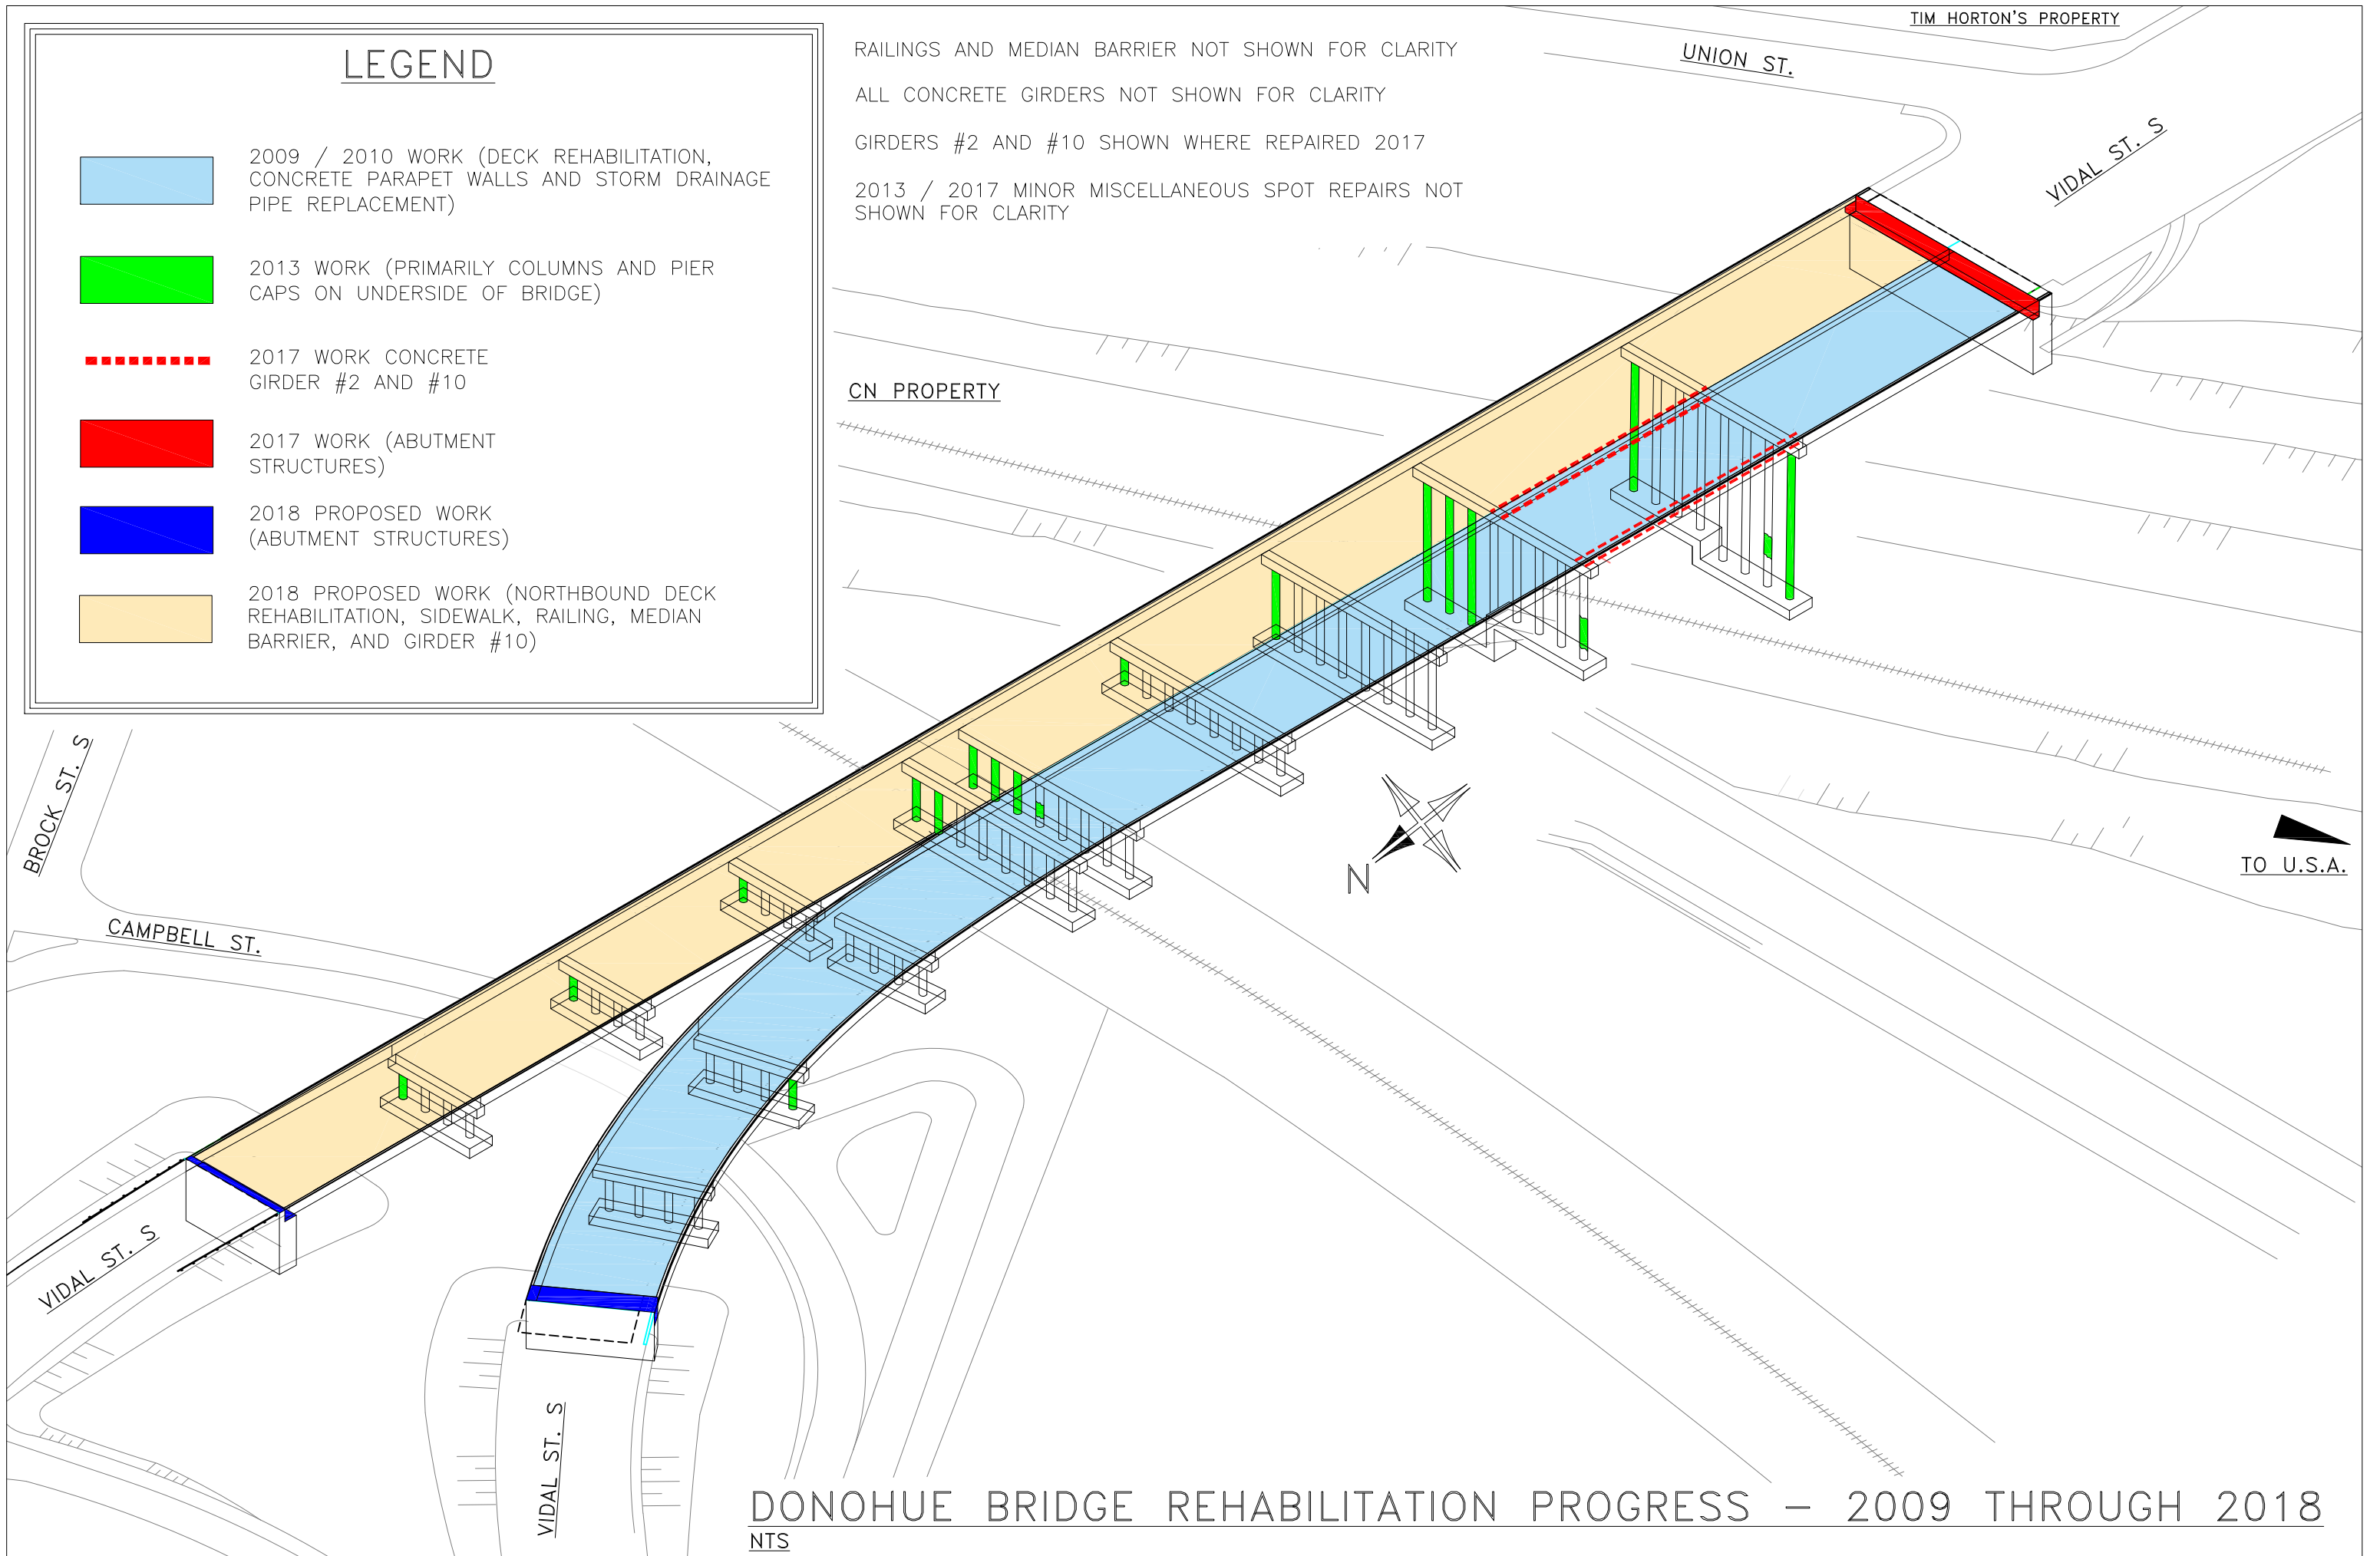 LEGEND
2009 / 2010 WORK (DECK REHABILITATION,
CONCRETE PARAPET WALLS AND STORM DRAINAGE
PIPE REPLACEMENT)
2013 WORK (PRIMARILY COLUMNS AND PIER
CAPS ON UNDERSIDE OF BRIDGE)
2017 WORK CONCRETE
GIRDER #2 AND #10
2017 WORK (ABUTMENT
STRUCTURES)
2018 PROPOSED WORK
(ABUTMENT STRUCTURES)
2018 PROPOSED WORK (NORTHBOUND DECK
REHABILITATION, SIDEWALK, RAILING, MEDIAN
BARRIER, AND GIRDER #10)
RAILINGS AND MEDIAN BARRIER NOT SHOWN FOR CLARITY
ALL CONCRETE GIRDERS NOT SHOWN FOR CLARITY
GIRDERS #2 AND #10 SHOWN WHERE REPAIRED 2017
2013 / 2017 MINOR MISCELLANEOUS SPOT REPAIRS NOT
SHOWN FOR CLARITY
TIM HORTON'S PROPERTY
UNION ST.
VIDAL ST. S
CN PROPERTY
BROCK ST. S
CAMPBELL ST.
N
TO U.S.A.
VIDAL ST. S
VIDAL ST. S
DONOHUE BRIDGE REHABILITATION PROGRESS – 2009 THROUGH 2018
NTS